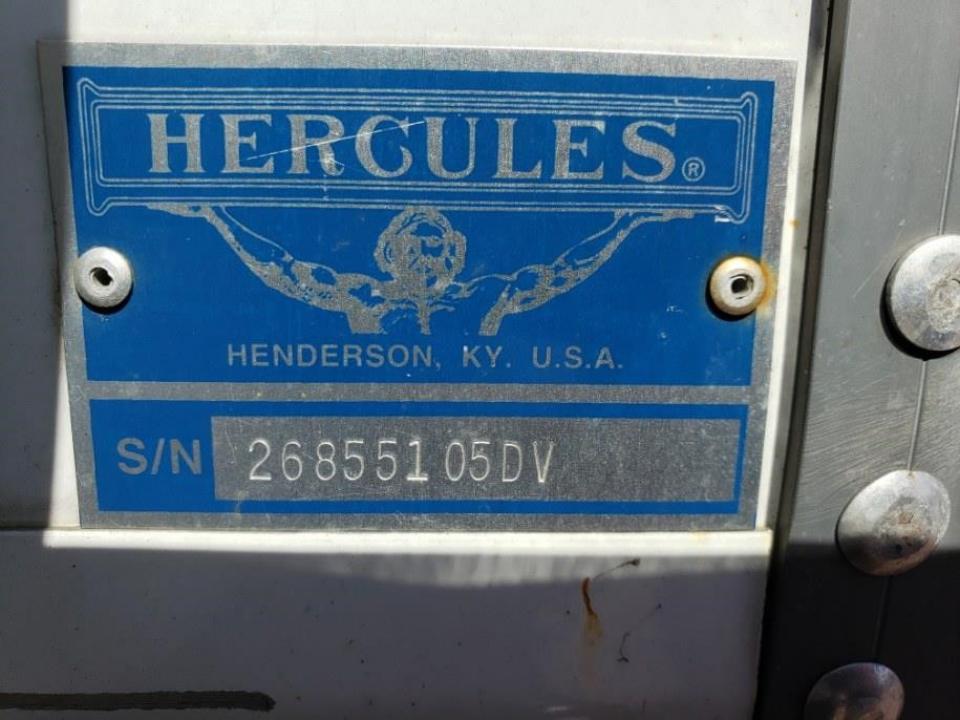 HERCULES®
HENDERSON, KY. U.S.A.
S/N 26855105DV